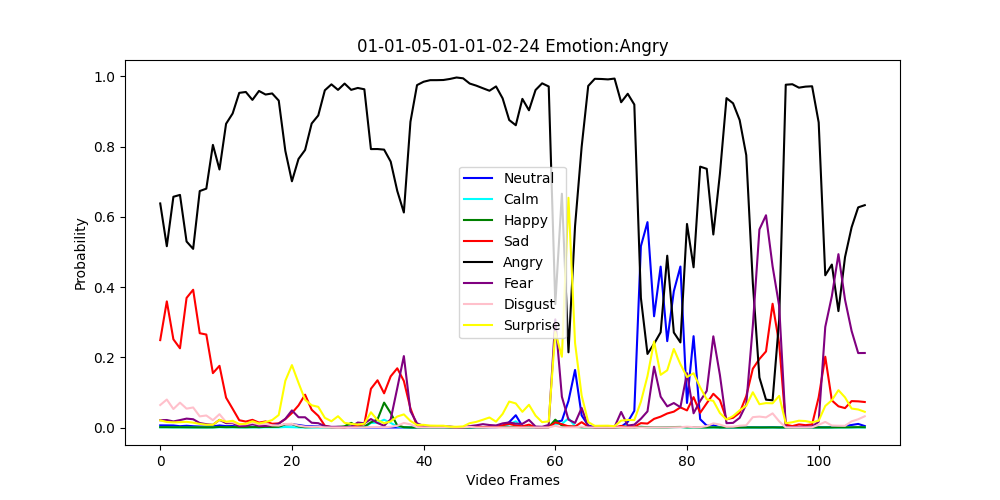 01-01-05-01-01-02-24 Emotion:Angry
Probability
1.0
0.8
0.6
0.4
0.2
0.0
Neutral
Calm
Happy
Sad
Angry
Fear
Disgust
Surprise
0 20 40 60 80 100
Video Frames